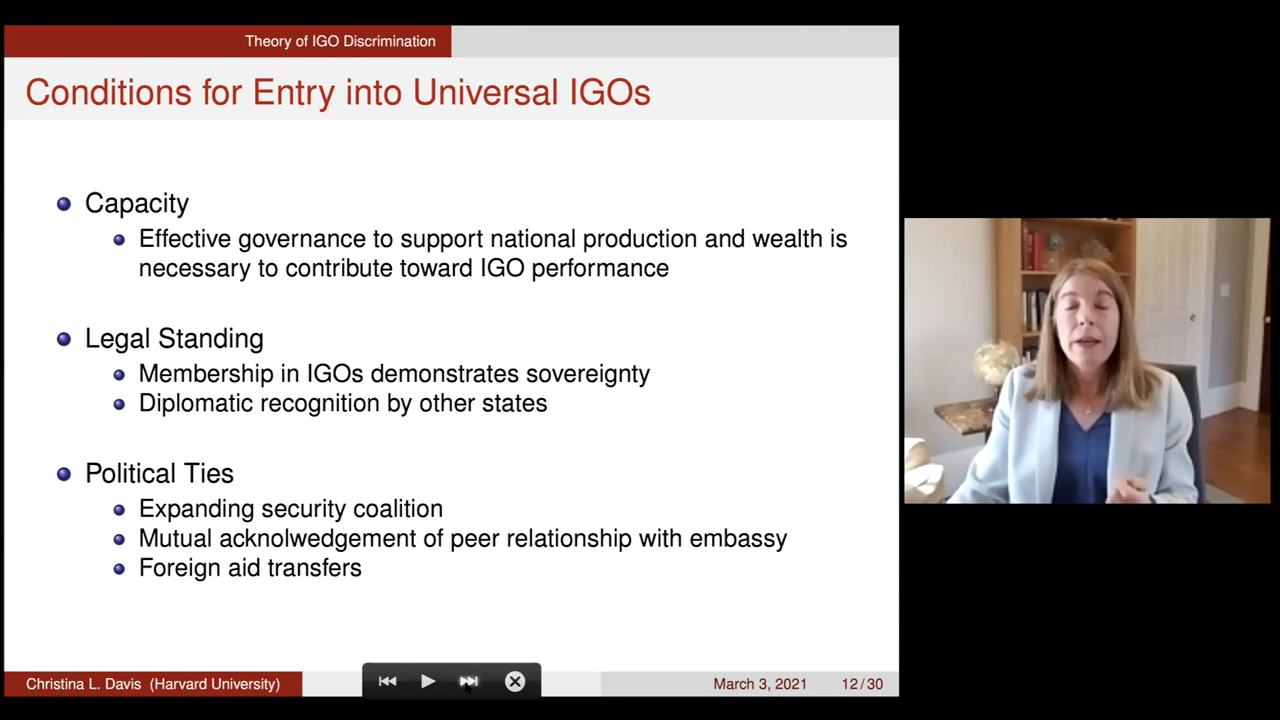 Theory of IGO Discrimination
Conditions for Entry into Universal IGOs
Capacity
Effective governance to support national production and wealth is
necessary to contribute toward IGO performance
Legal Standing
Membership in IGOs demonstrates sovereignty
Diplomatic recognition by other states
Political Ties
Expanding security coalition
Mutual acknolwedgement of peer relationship with embassy
Foreign aid transfers
Christina L. Davis (Harvard University)
March 3, 2021
12/30